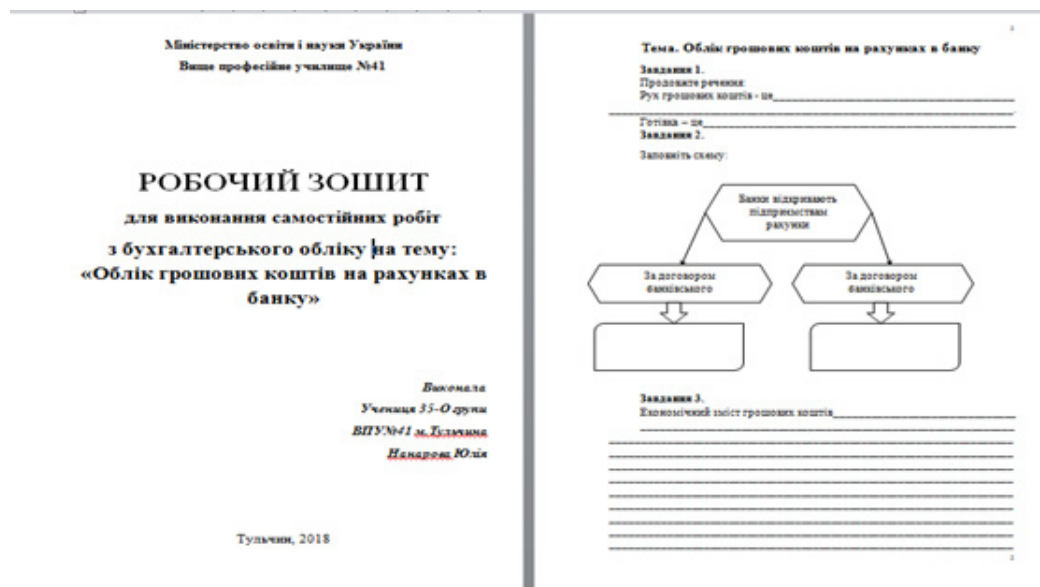 Міністерство освіти і науки України
Вище професійне училище №41
РОБОЧИЙ ЗОШИТ
для виконання самостійних робіт
з бухгалтерського обліку на тему:
«Облік грошових коштів на рахунках в
банку»
Виконала
Учениця 35-О групи
ВПУ№41 м.Тульчина
Нанарова Юлія
Тульчин, 2018
Тема. Облік грошових коштів на рахунках в банку
Завдання 1.
Продовжте речення:
Рух грошових коштів - це
Готівка – це
Завдання 2.
Заповніть схему:
Банки відкривають
підприємствам
рахунки
За договором
банківського
За договором
банківського
Завдання 3.
Економічний зміст грошових коштів